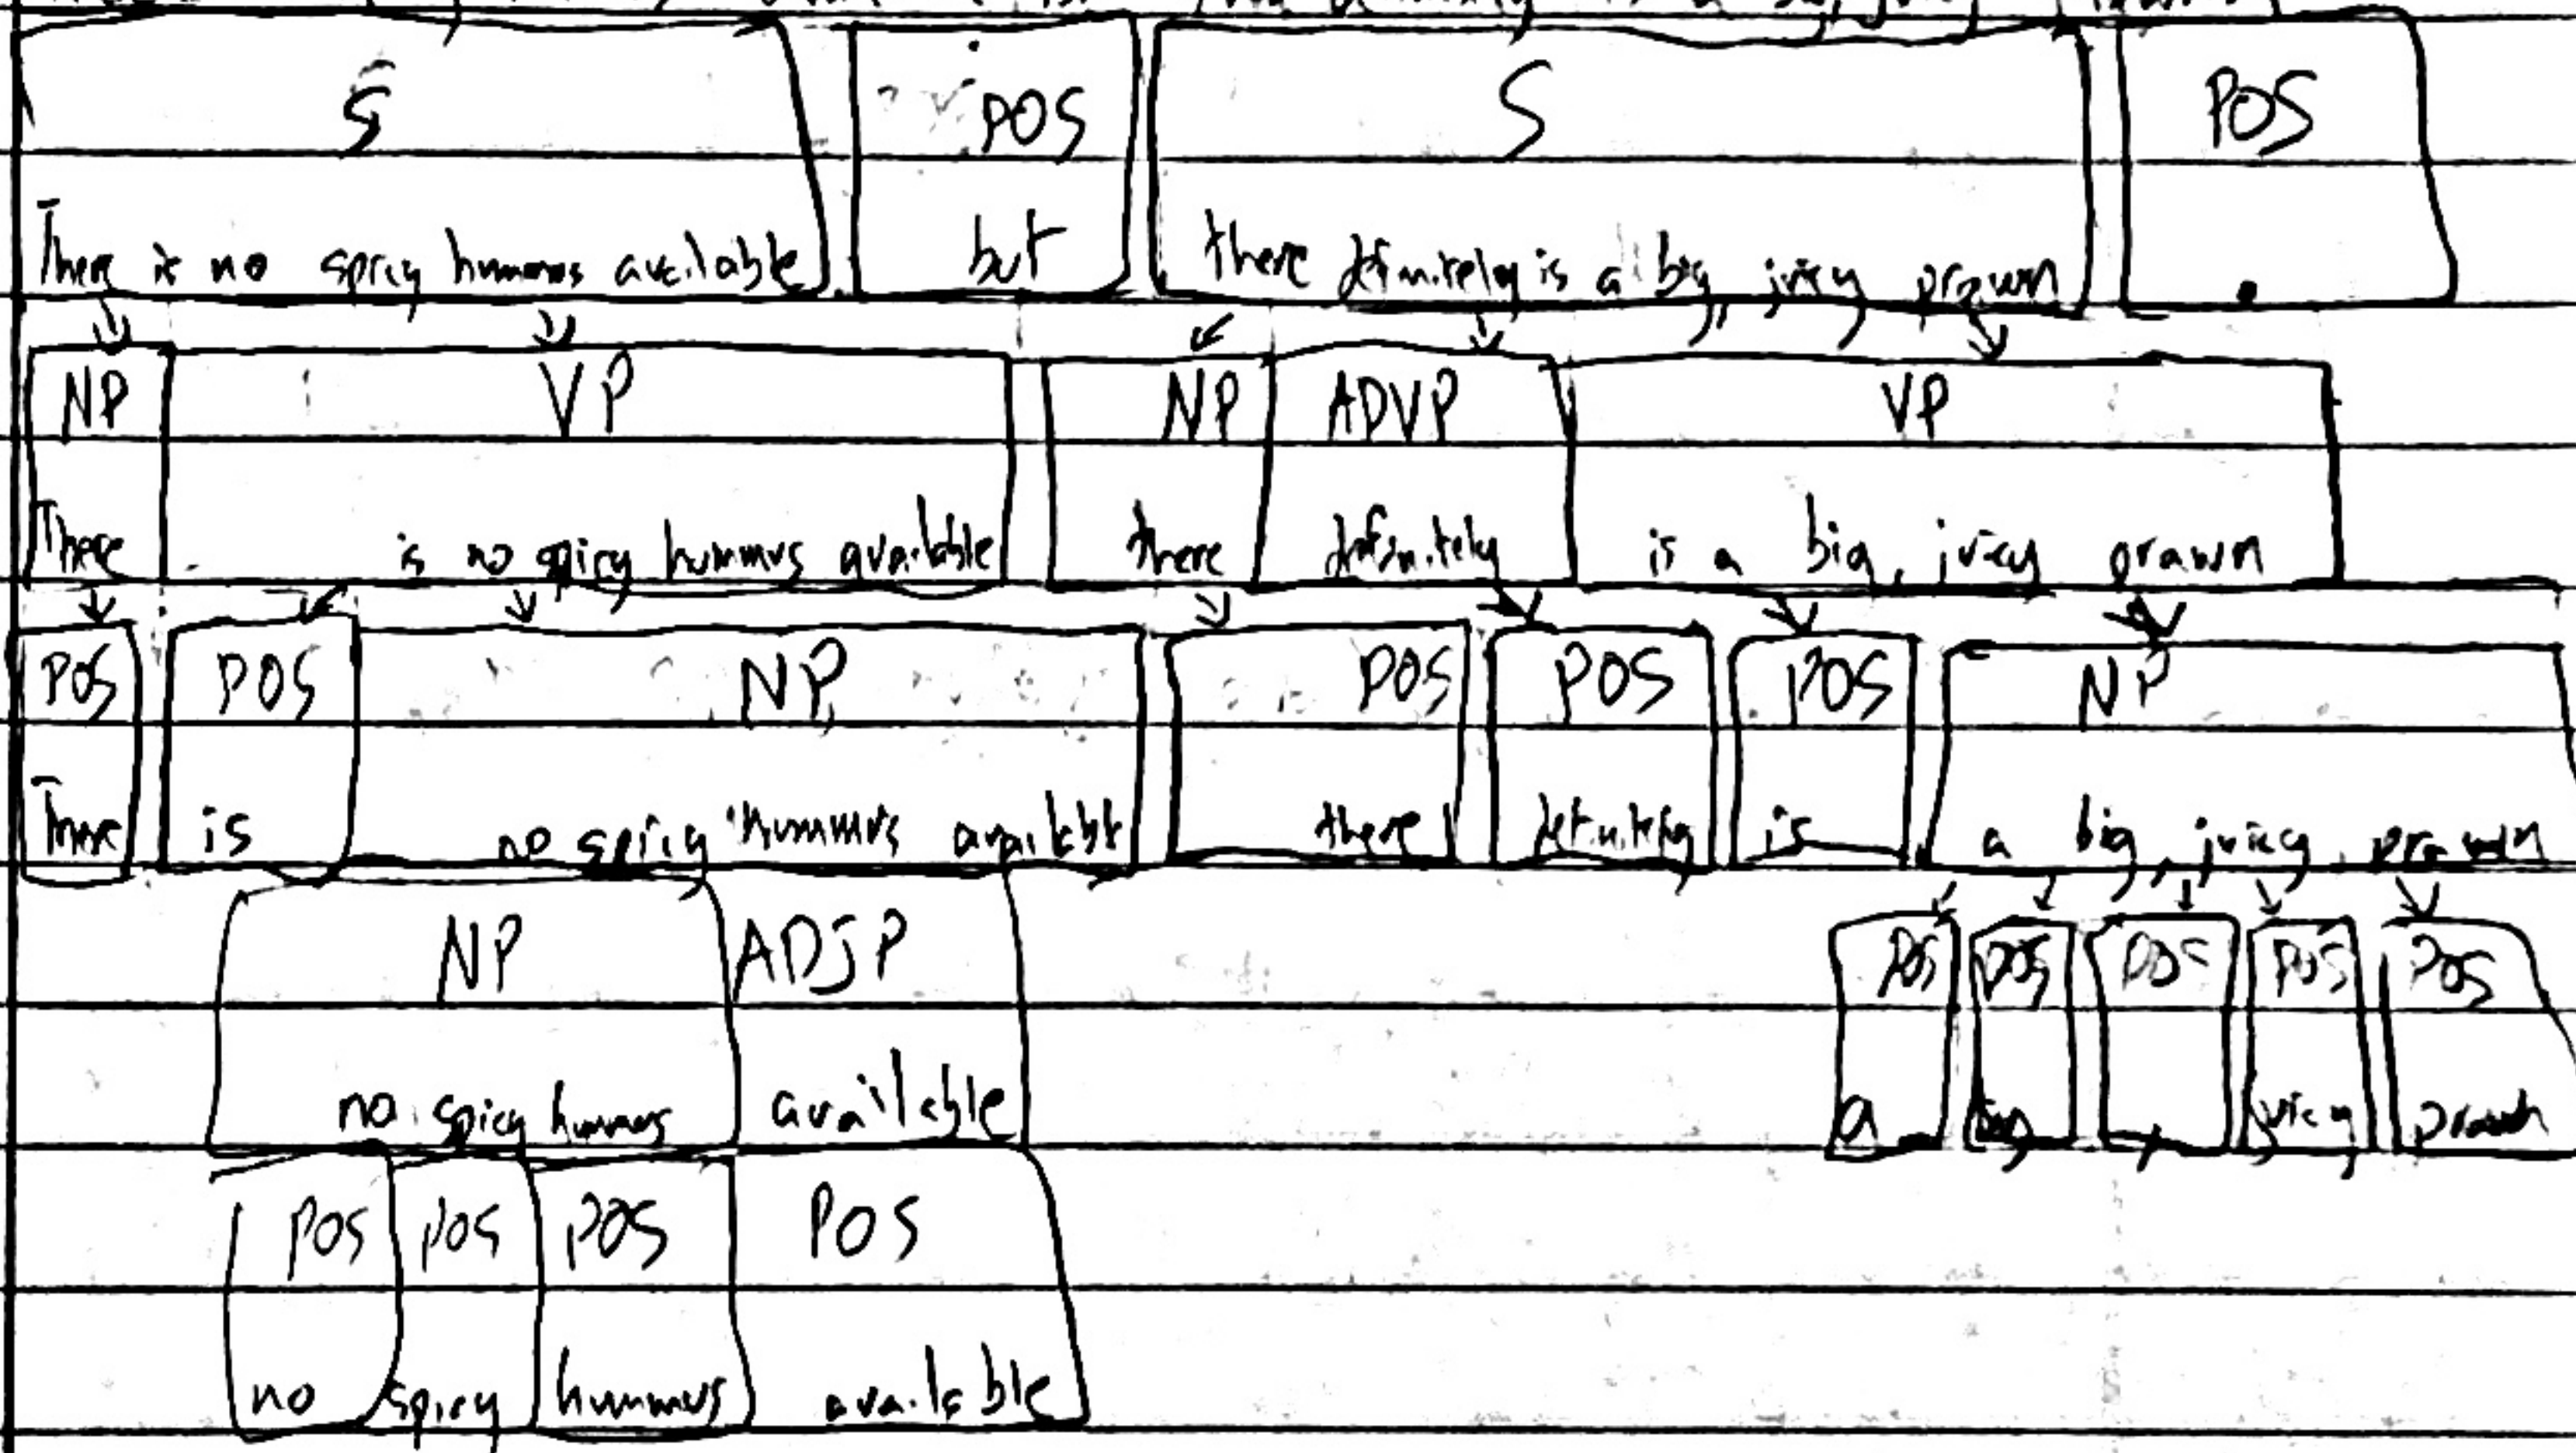 S POS S POS
There is no spicy hummus available but there definitely is a big, juicy prawn .
NP VP NP ADVP VP
There is no spicy hummus available there definitely is a big, juicy prawn
POS POS NP POS POS POS NP
There is no spicy hummus available there definitely is a big, juicy prawn
NP ADJP POS POS POS POS POS
no spicy hummus available a big , juicy prawn
POS POS POS POS
no spicy hummus available